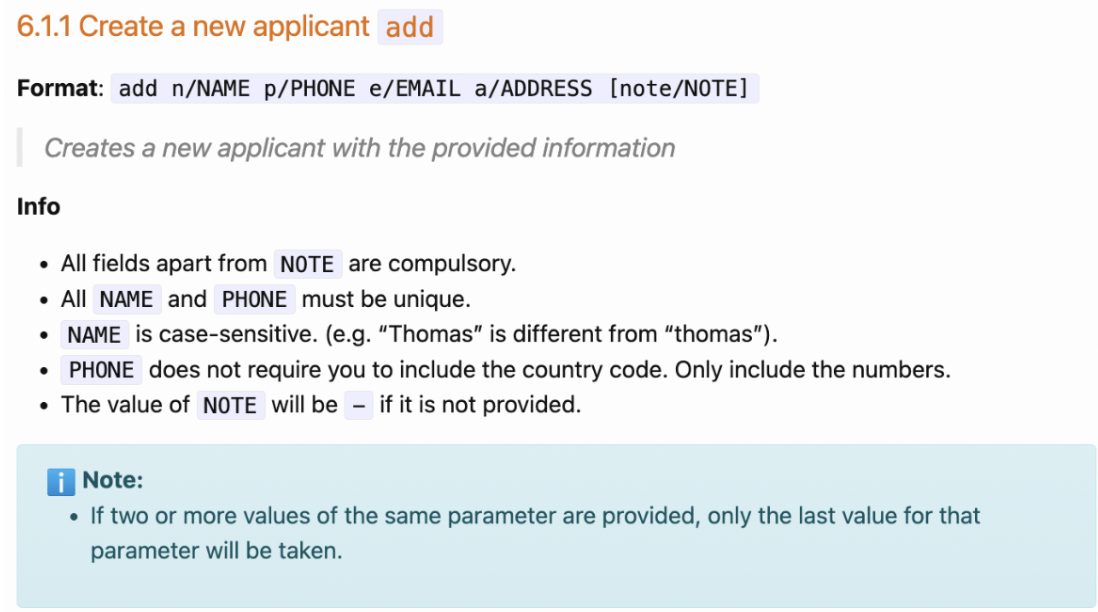 6.1.1 Create a new applicant add
Format: add n/NAME p/PHONE e/EMAIL a/ADDRESS [note/NOTE]
Creates a new applicant with the provided information
Info
• All fields apart from NOTE are compulsory.
• All NAME and PHONE must be unique.
• NAME is case-sensitive. (e.g. “Thomas” is different from “thomas”).
• PHONE does not require you to include the country code. Only include the numbers.
• The value of NOTE will be – if it is not provided.
ℹ️ Note:
• If two or more values of the same parameter are provided, only the last value for that
parameter will be taken.